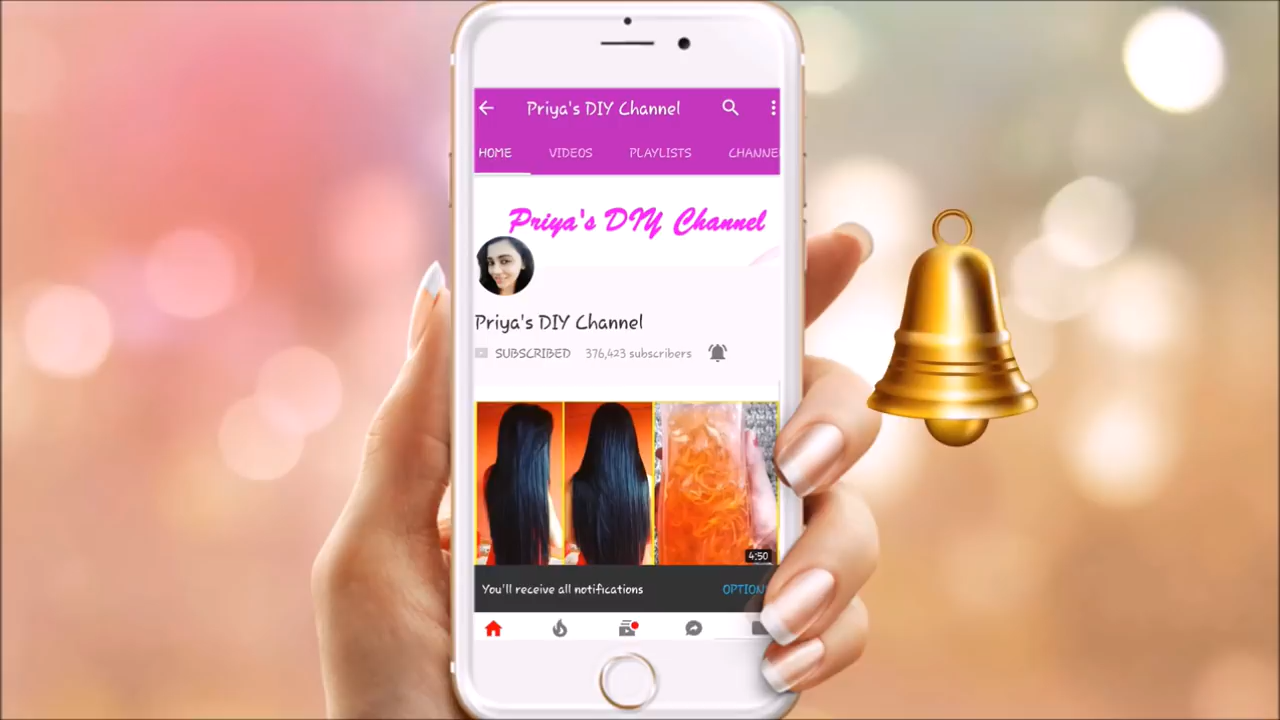 Priya's DIY Channel
HOME VIDEOS PLAYLISTS CHANNE
Priya's DIY Channel
Priya's DIY Channel
SUBSCRIBED 376,423 subscribers
4:50
You'll receive all notifications OPTION